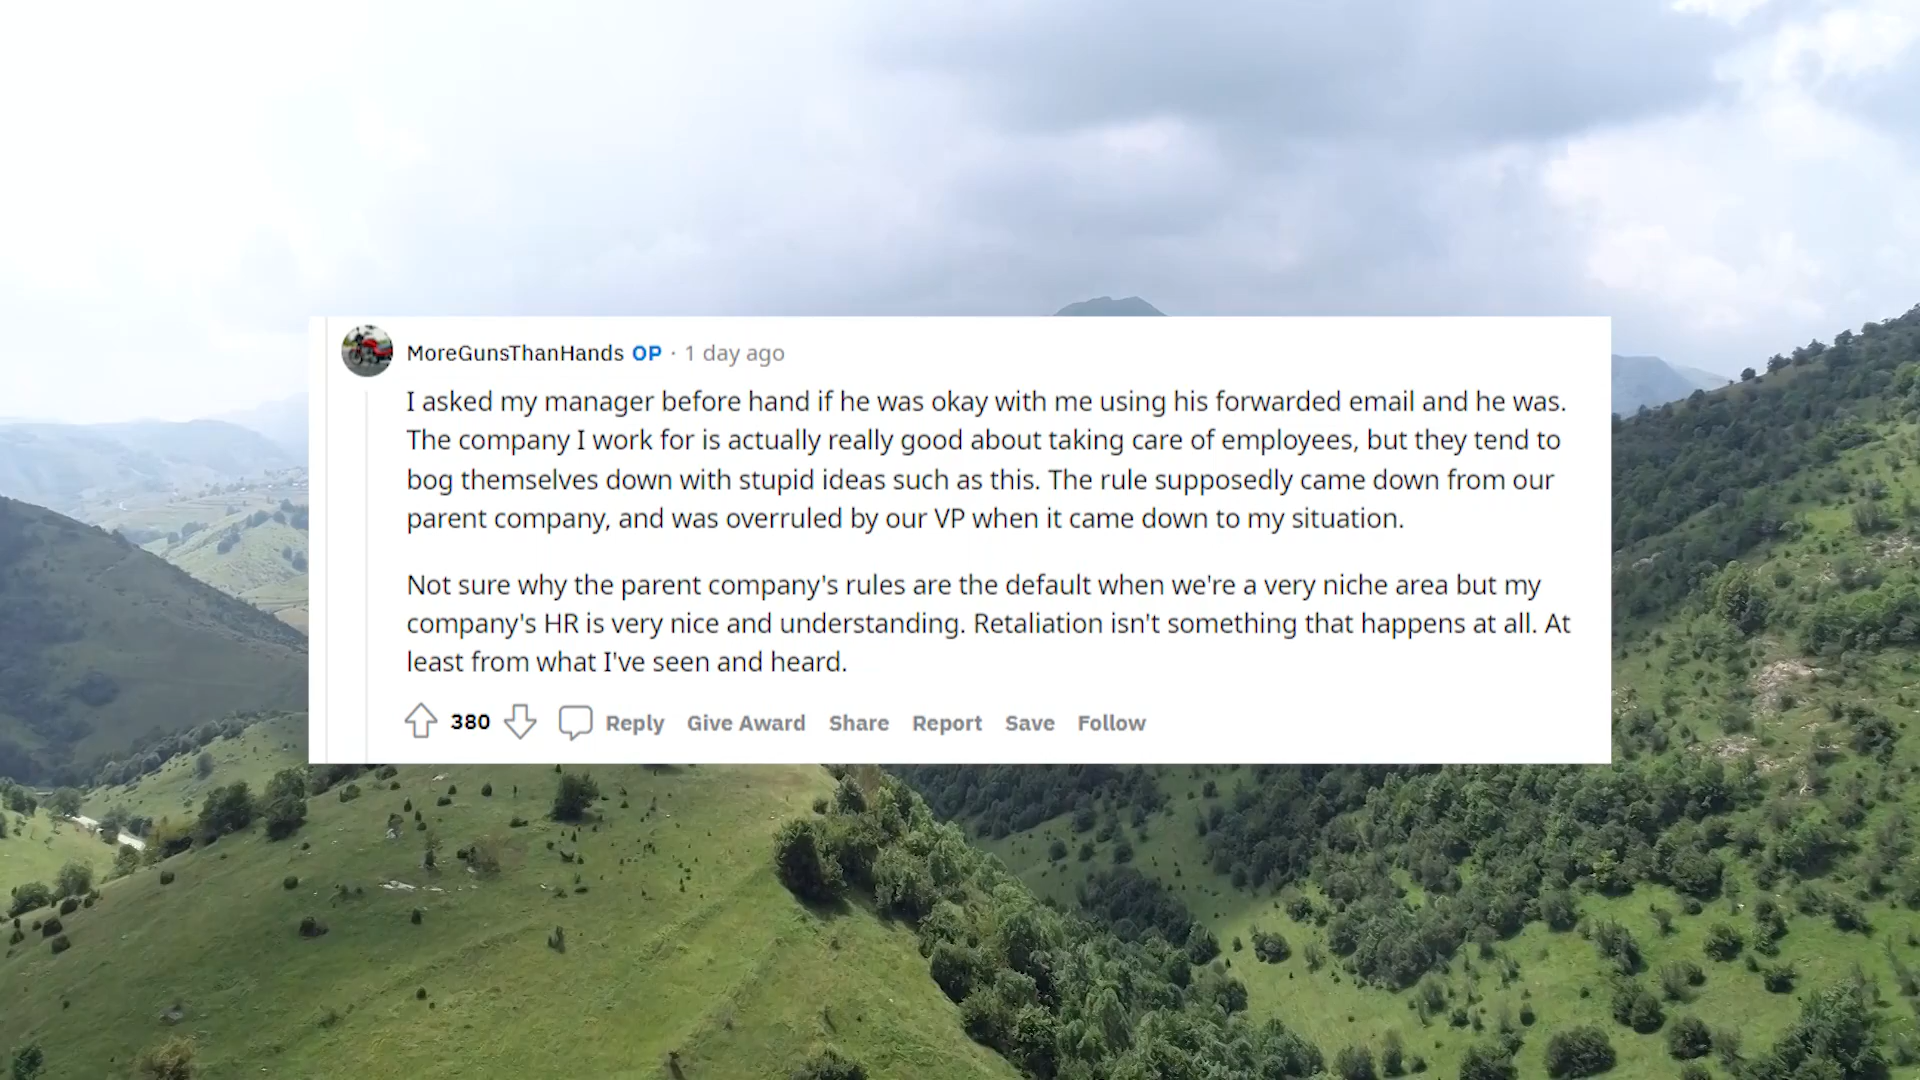 MoreGunsThanHands OP · 1 day ago
I asked my manager before hand if he was okay with me using his forwarded email and he was.
The company I work for is actually really good about taking care of employees, but they tend to
bog themselves down with stupid ideas such as this. The rule supposedly came down from our
parent company, and was overruled by our VP when it came down to my situation.
Not sure why the parent company's rules are the default when we're a very niche area but my
company's HR is very nice and understanding. Retaliation isn't something that happens at all. At
least from what I've seen and heard.
380 Reply Give Award Share Report Save Follow